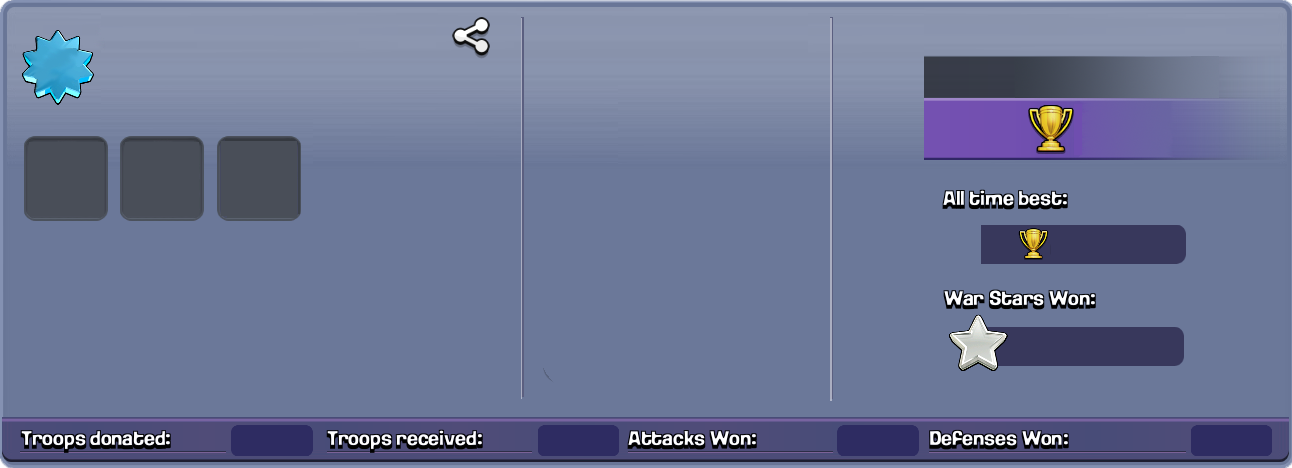 All time best:
War Stars Won:
Troops donated: Troops received: Attacks Won: Defenses Won: